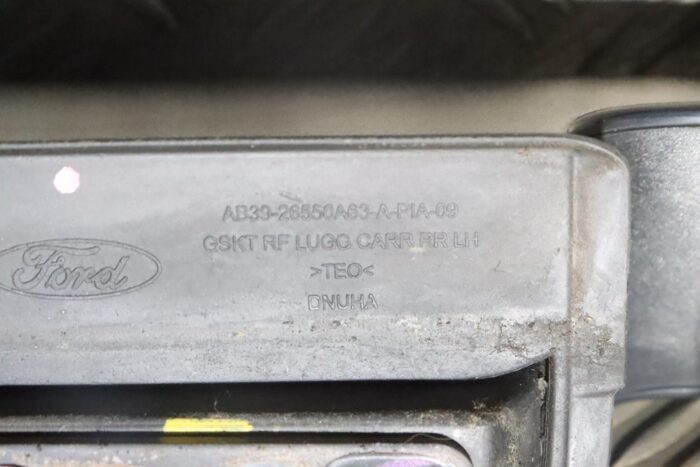 Ford
AB39-26550A63-A-PIA-09
GSKT RF LUGG CARR RR LH
>TEO<
DNUHA